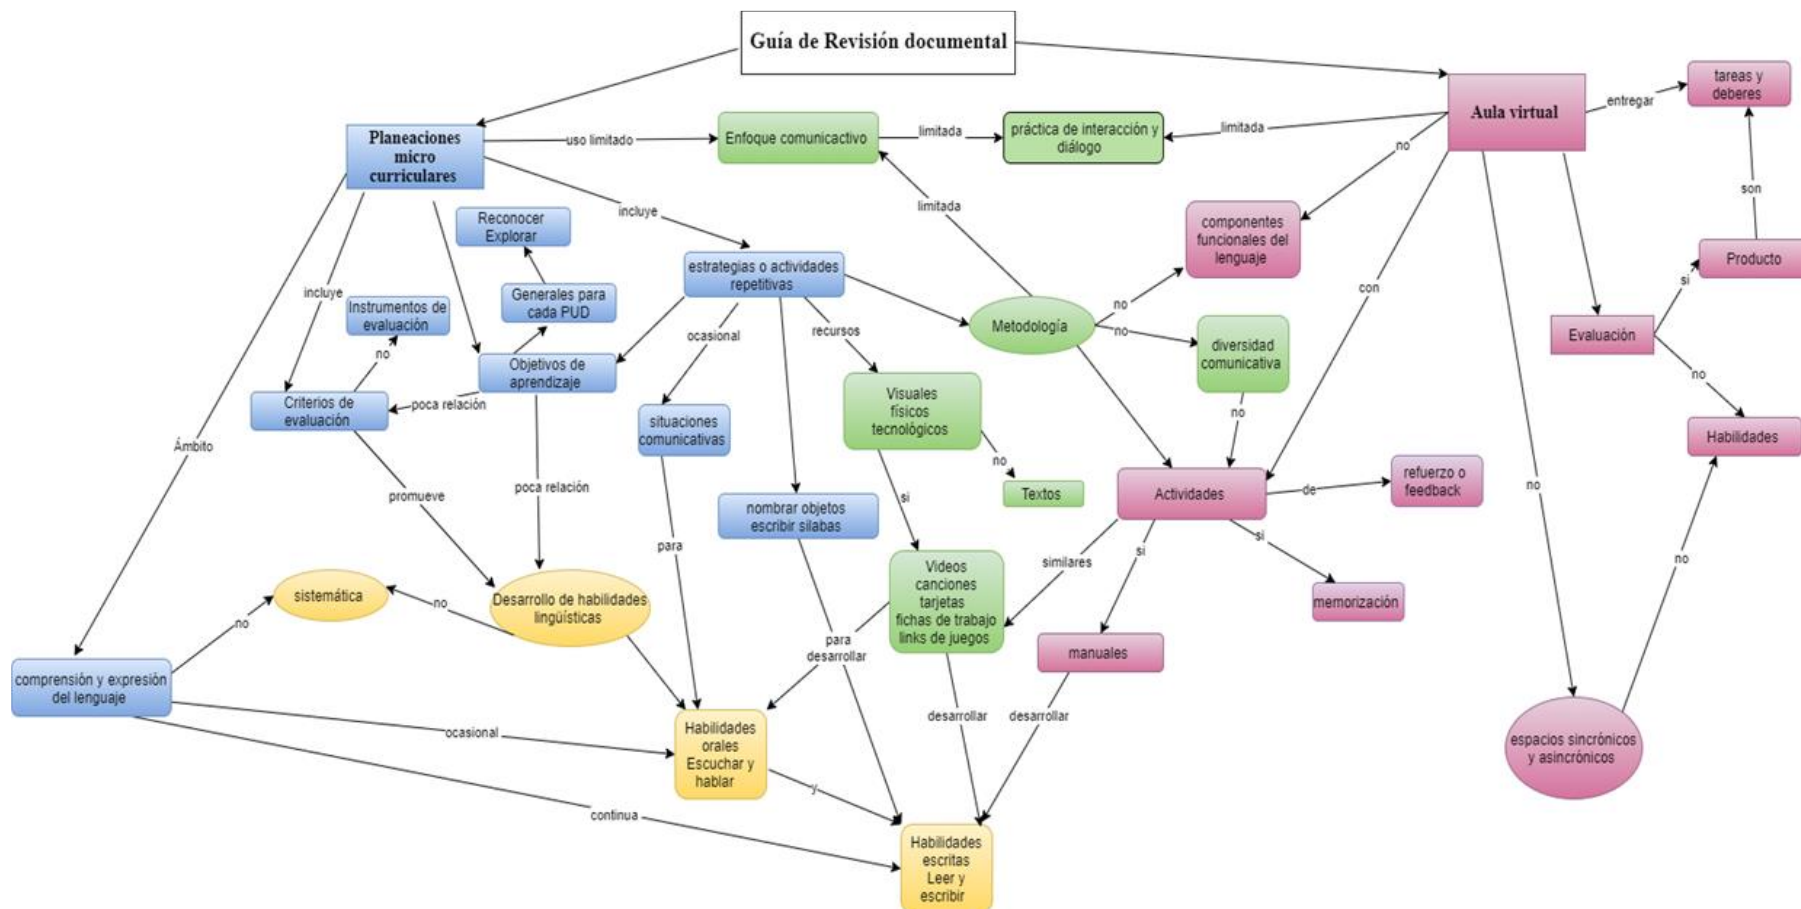 Guía de Revisión documental
tareas y
deberes
entregar
Aula virtual
Planeaciones
micro
curriculares
uso limitado
Enfoque comunicactivo
limitada
práctica de interacción y
diálogo
limitada
no
son
limitada
incluye
Reconocer
Explorar
componentes
funcionales del
lenguaje
Producto
si
estrategias o actividades
repetitivas
incluye
Instrumentos de
evaluación
Generales para
cada PUD
con
no
Metodología
no
recursos
ocasional
Evaluación
diversidad
comunicativa
no
Objetivos de
aprendizaje
no
Criterios de
evaluación
poca relación
Visuales
físicos
tecnológicos
no
situaciones
comunicativas
Habilidades
Ámbito
no
Textos
Actividades
de
refuerzo o
feedback
poca relación
promueve
si
no
nombrar objetos
escribir silabas
para
si
si
similares
no
Videos
canciones
tarjetas
fichas de trabajo
links de juegos
sistemática
no
no
Desarrollo de habilidades
lingüísticas
memorización
para
desarrollar
manuales
comprensión y expresión
del lenguaje
desarrollar
desarrollar
ocasional
Habilidades
orales
Escuchar y
hablar
espacios sincrónicos
y asincrónicos
y
continua
Habilidades
escritas
Leer y
escribir